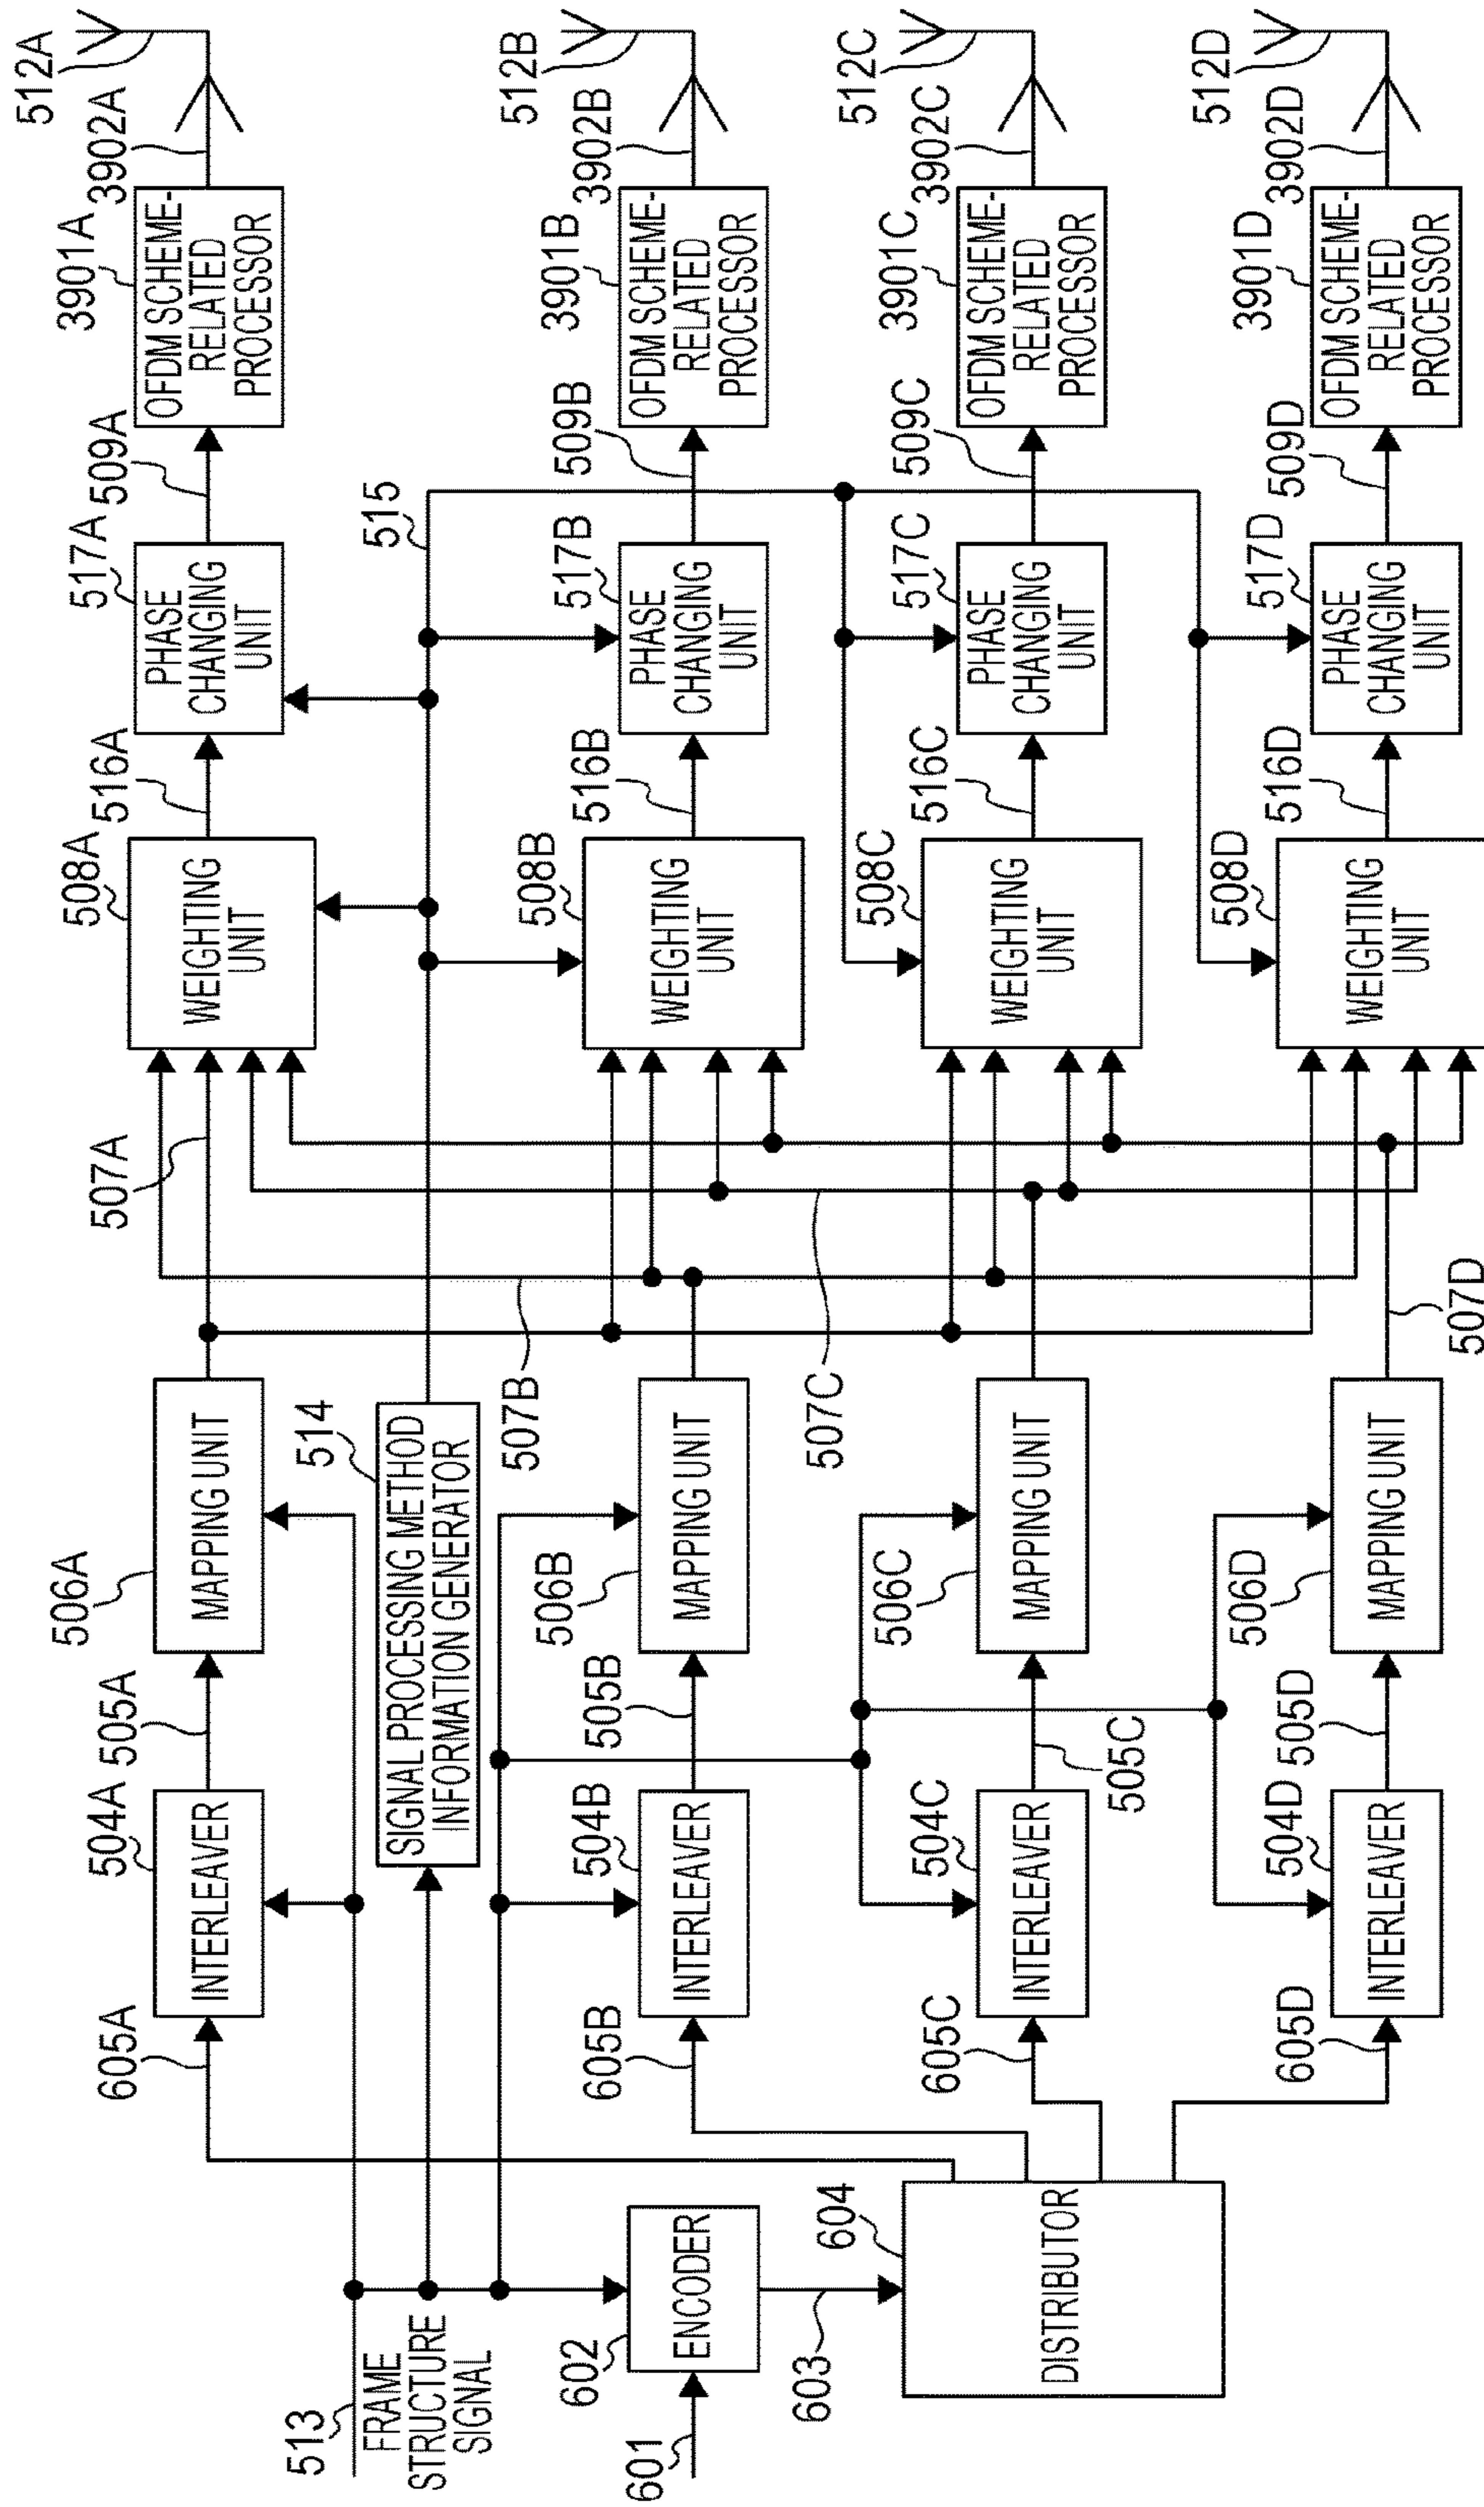 513
FRAME
STRUCTURE
SIGNAL
601
602
ENCODER
603
604
DISTRIBUTOR
605A
504A
INTERLEAVER
505A
506A
MAPPING UNIT
507A
508A
WEIGHTING
UNIT
516A
517A
PHASE
CHANGING
UNIT
509A
3901A
OFDM SCHEME-
RELATED
PROCESSOR
3902A
512A
514
SIGNAL PROCESSING METHOD
INFORMATION GENERATOR
515
605B
504B
INTERLEAVER
505B
506B
MAPPING UNIT
507B
508B
WEIGHTING
UNIT
516B
517B
PHASE
CHANGING
UNIT
509B
3901B
OFDM SCHEME-
RELATED
PROCESSOR
3902B
512B
605C
504C
INTERLEAVER
505C
506C
MAPPING UNIT
507C
508C
WEIGHTING
UNIT
516C
517C
PHASE
CHANGING
UNIT
509C
3901C
OFDM SCHEME-
RELATED
PROCESSOR
3902C
512C
605D
504D
INTERLEAVER
505D
506D
MAPPING UNIT
507D
508D
WEIGHTING
UNIT
516D
517D
PHASE
CHANGING
UNIT
509D
3901D
OFDM SCHEME-
RELATED
PROCESSOR
3902D
512D